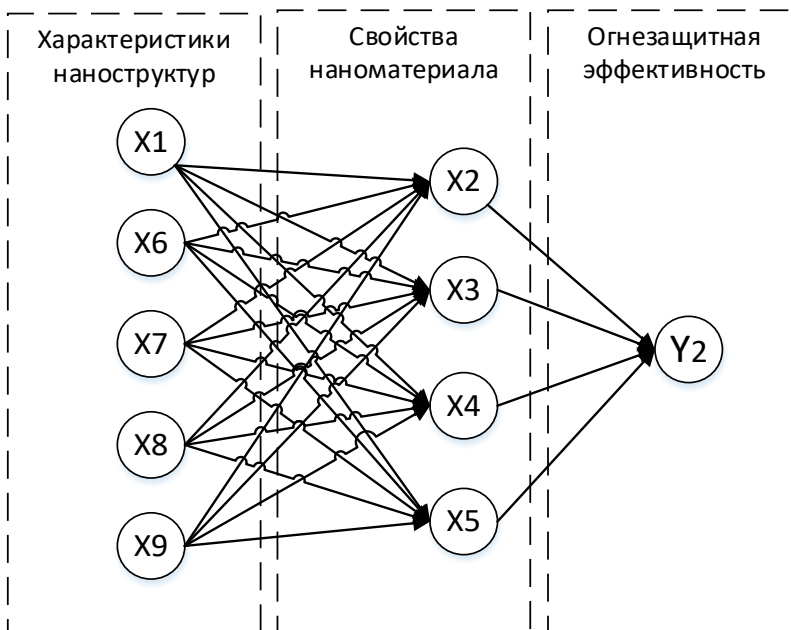 Характеристики
наноструктур
Свойства
наноматериала
Огнезащитная
эффективность
X1
X6
X7
X8
X9
X2
X3
X4
X5
Y2